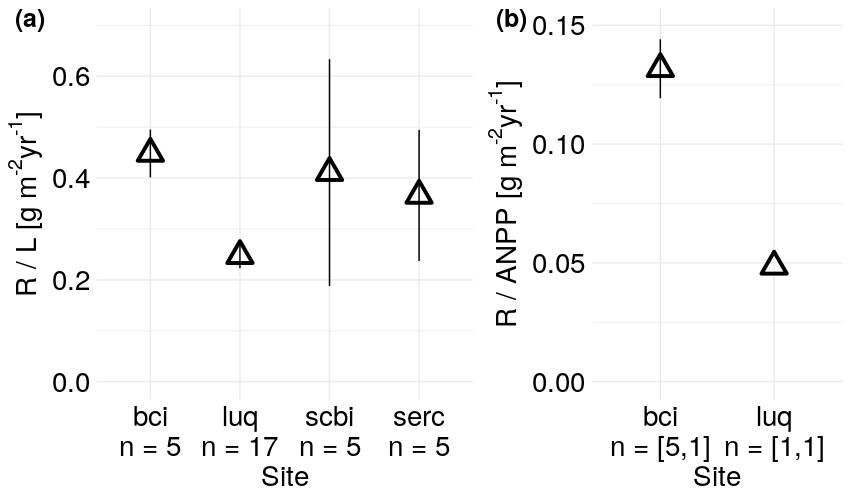 (a)
R / L [g m-2yr-1]
0.6
0.4
0.2
0.0
bci luq scbi serc
n = 5 n = 17 n = 5 n = 5
Site
(b)
R / ANPP [g m-2yr-1]
0.15
0.10
0.05
0.00
bci luq
n = [5,1] n = [1,1]
Site